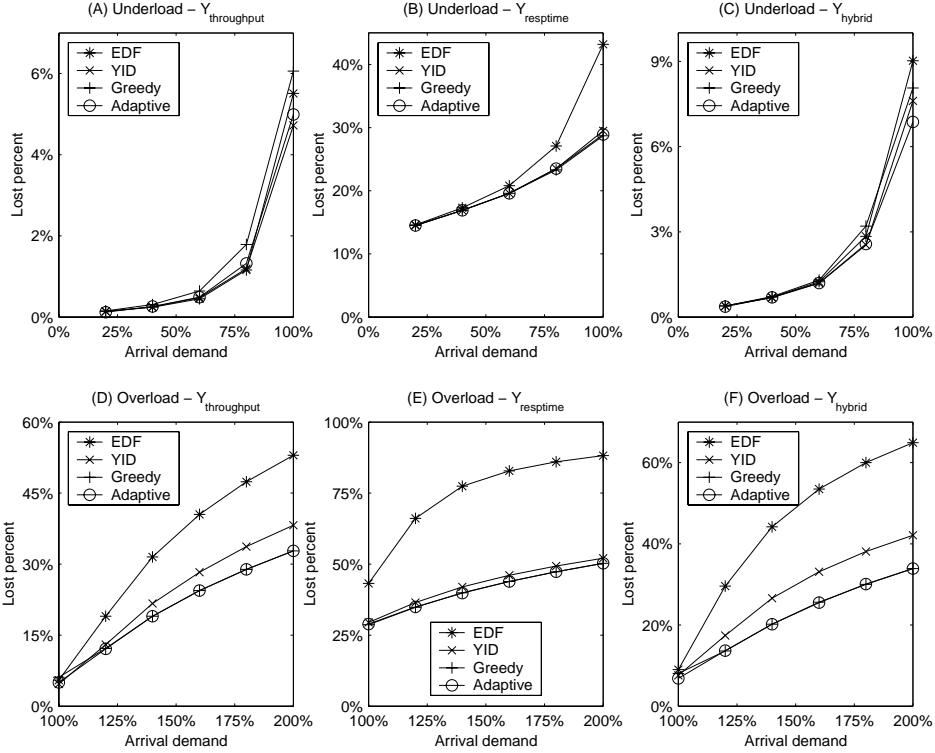 (A) Underload – Y_throughput
Lost percent
6%
4%
2%
0%
EDF
YID
Greedy
Adaptive
0% 25% 50% 75% 100%
Arrival demand
(B) Underload – Y_resptime
Lost percent
40%
30%
20%
10%
0%
EDF
YID
Greedy
Adaptive
0% 25% 50% 75% 100%
Arrival demand
(C) Underload – Y_hybrid
Lost percent
9%
6%
3%
0%
EDF
YID
Greedy
Adaptive
0% 25% 50% 75% 100%
Arrival demand
(D) Overload – Y_throughput
Lost percent
60%
45%
30%
15%
0%
EDF
YID
Greedy
Adaptive
100% 125% 150% 175% 200%
Arrival demand
(E) Overload – Y_resptime
Lost percent
100%
75%
50%
25%
0%
EDF
YID
Greedy
Adaptive
100% 125% 150% 175% 200%
Arrival demand
(F) Overload – Y_hybrid
Lost percent
60%
40%
20%
0%
EDF
YID
Greedy
Adaptive
100% 125% 150% 175% 200%
Arrival demand